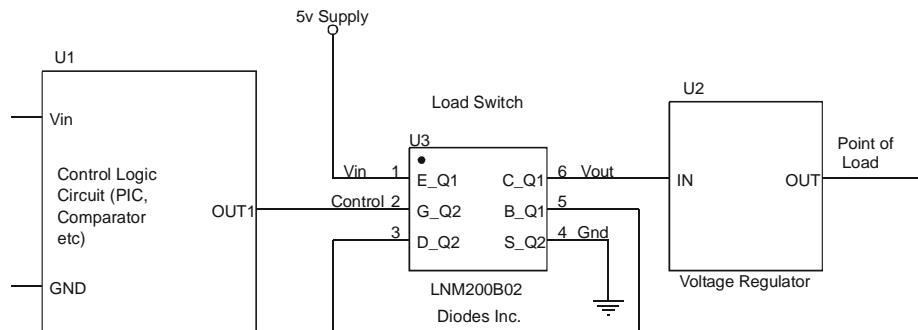 5v Supply
U1
Vin
Control Logic
Circuit (PIC,
Comparator
etc)
OUT1
GND
Load Switch
U3
Vin 1
Control 2
3
E_Q1
G_Q2
D_Q2
C_Q1
B_Q1
S_Q2
6 Vout
5
4 Gnd
LNM200B02
Diodes Inc.
U2
IN
OUT
Voltage Regulator
Point of
Load